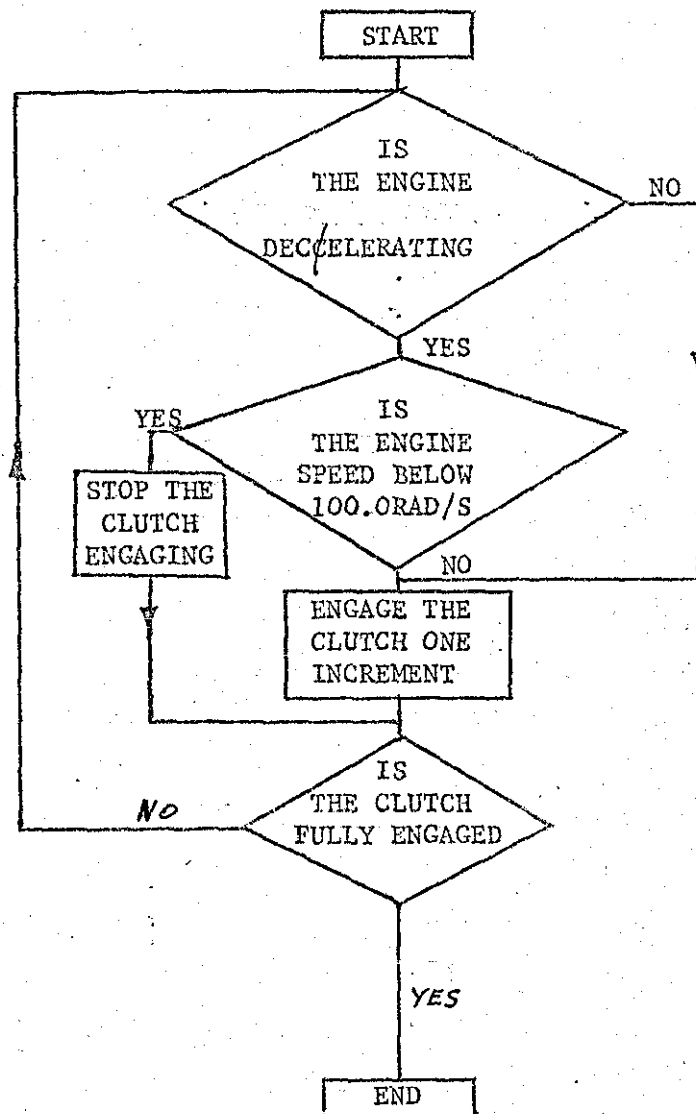 START
IS
THE ENGINE
NO
DECCELERATING
YES
YES
IS
THE ENGINE
SPEED BELOW
100.0RAD/S
STOP THE
CLUTCH
ENGAGING
NO
ENGAGE THE
CLUTCH ONE
INCREMENT
IS
THE CLUTCH
FULLY ENGAGED
NO
YES
END